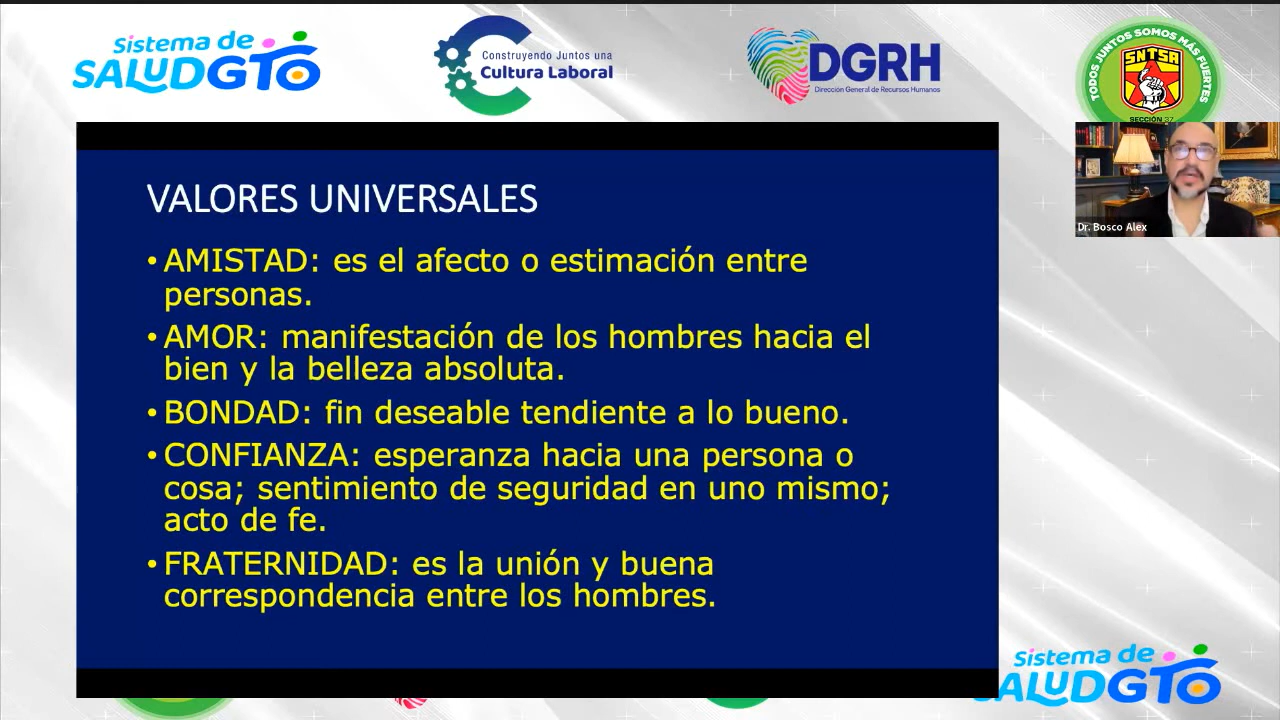 Sistema de
SALUDGTO
Construyendo Juntos una
Cultura Laboral
DGRH
Dirección General de Recursos Humanos
TODOS JUNTOS SOMOS MÁS FUERTES
SNTSA
SECCIÓN 37
Dr. Bosco Alex
VALORES UNIVERSALES
• AMISTAD: es el afecto o estimación entre
personas.
• AMOR: manifestación de los hombres hacia el
bien y la belleza absoluta.
• BONDAD: fin deseable tendiente a lo bueno.
• CONFIANZA: esperanza hacia una persona o
cosa; sentimiento de seguridad en uno mismo;
acto de fe.
• FRATERNIDAD: es la unión y buena
correspondencia entre los hombres.
Sistema de
SALUDGTO